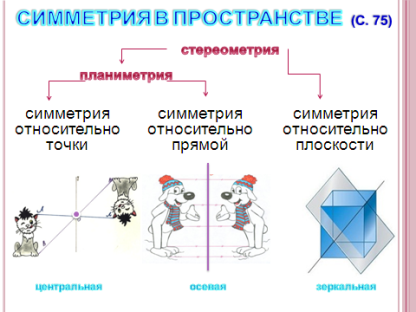 СИММЕТРИЯ В ПРОСТРАНСТВЕ (С. 75)
стереометрия
планиметрия
симметрия относительно точки
симметрия относительно прямой
симметрия относительно плоскости
центральная
осевая
зеркальная